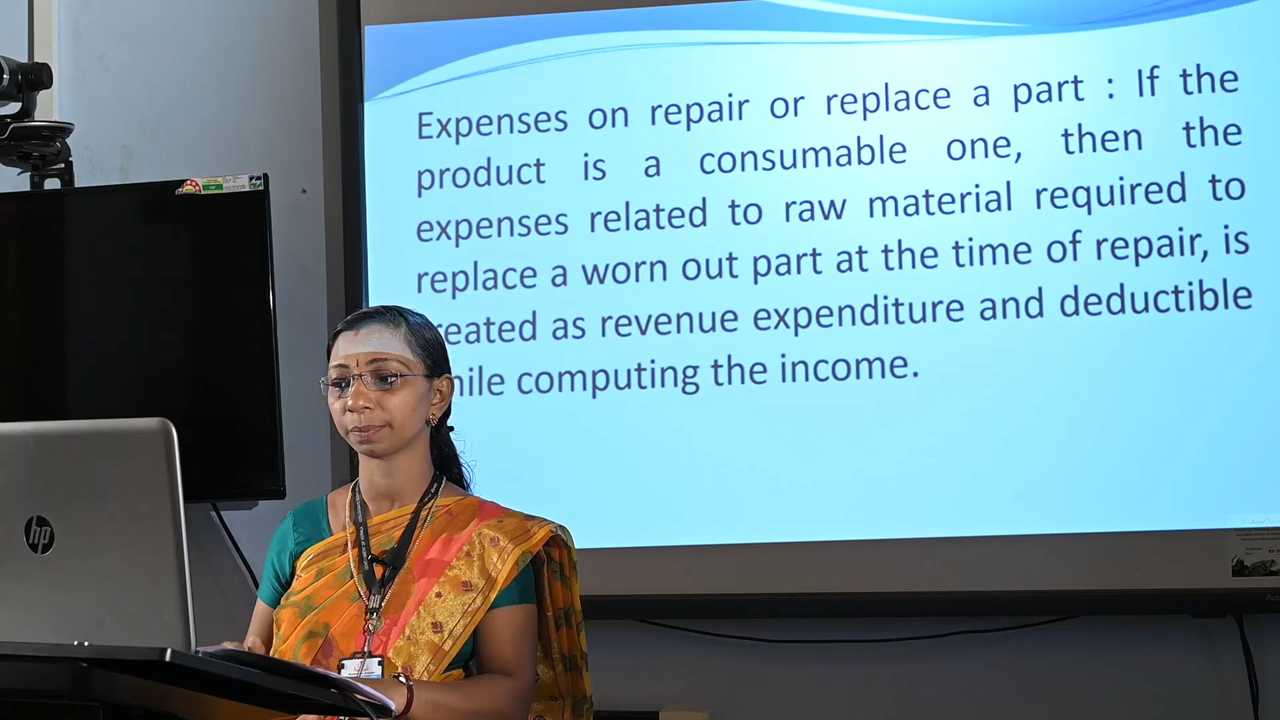 Expenses on repair or replace a part : If the
product is a consumable one, then the
expenses related to raw material required to
replace a worn out part at the time of repair, is
reated as revenue expenditure and deductible
hile computing the income.
hp